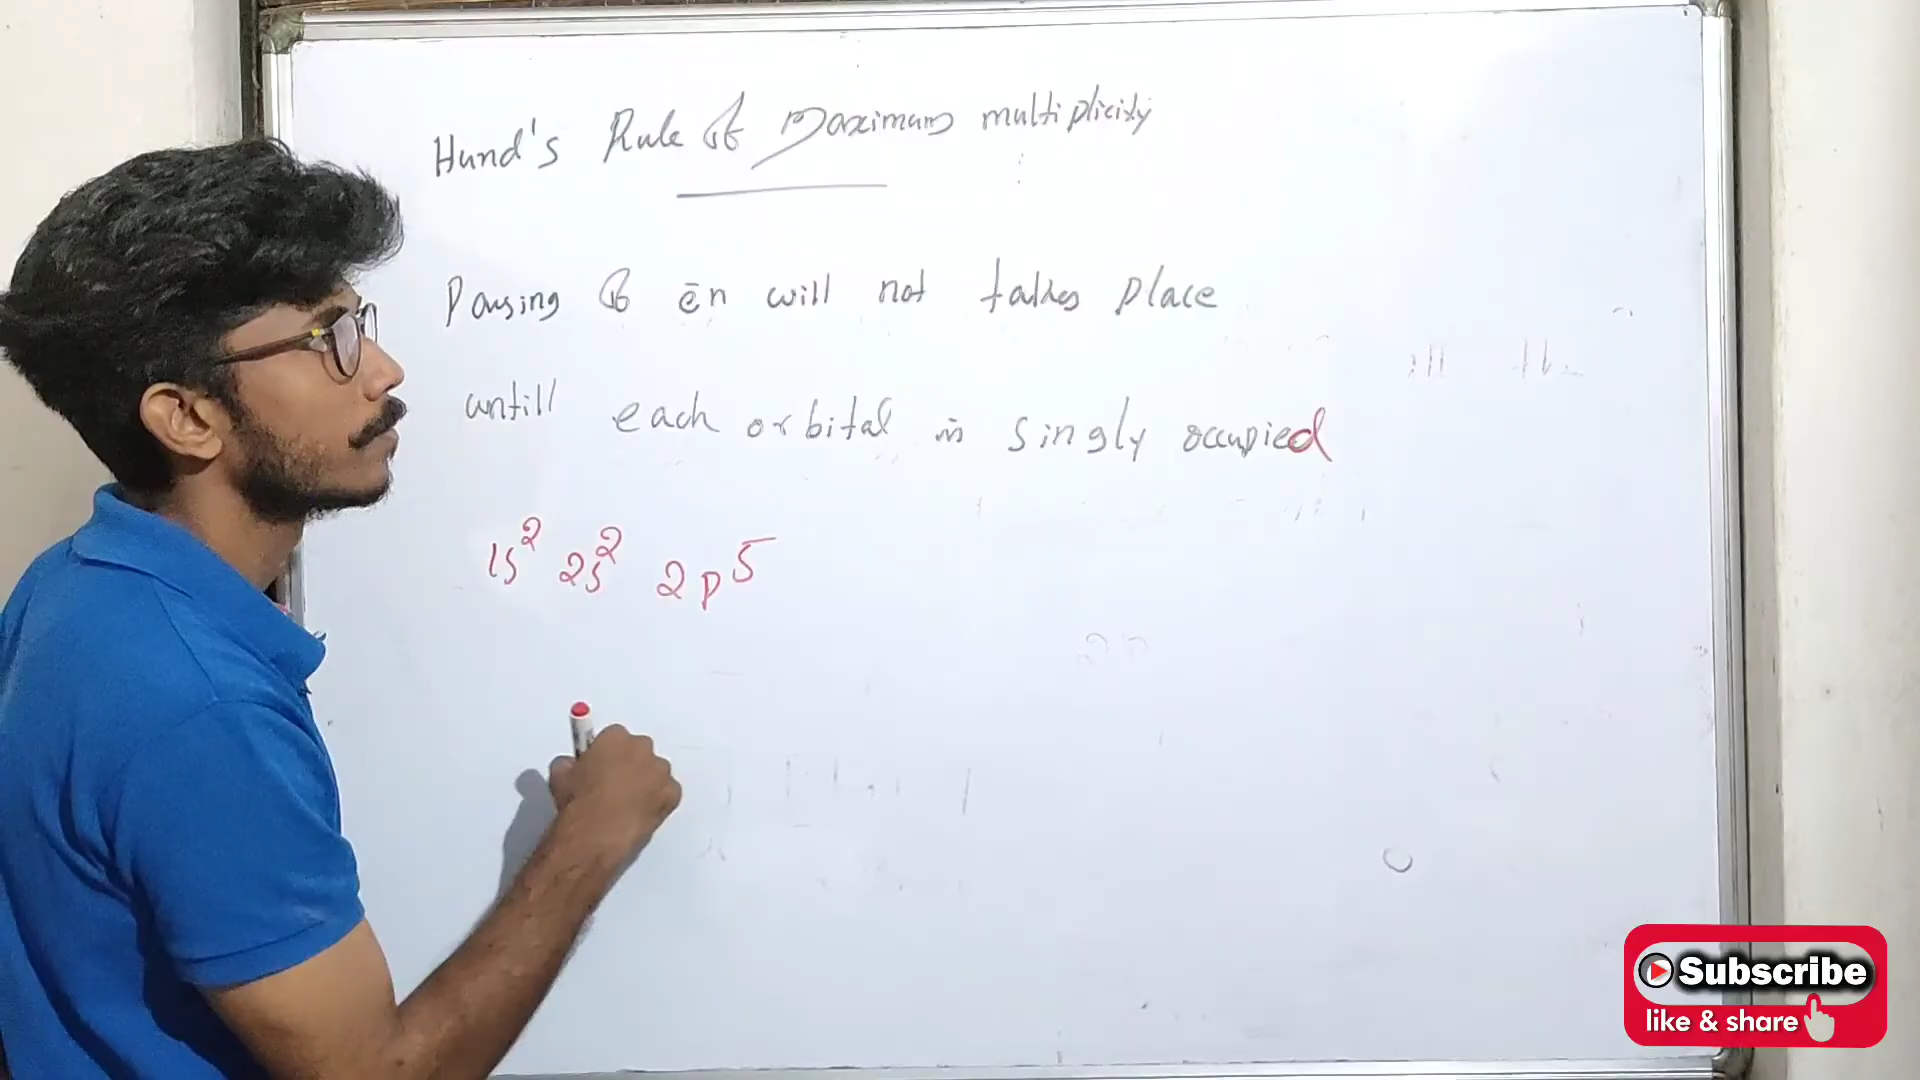 Hund's Rule of Maximum multiplicity
Pairing of ēn will not takes place
untill each orbital is singly occupied
1s² 2s² 2p⁵
Subscribe
like & share